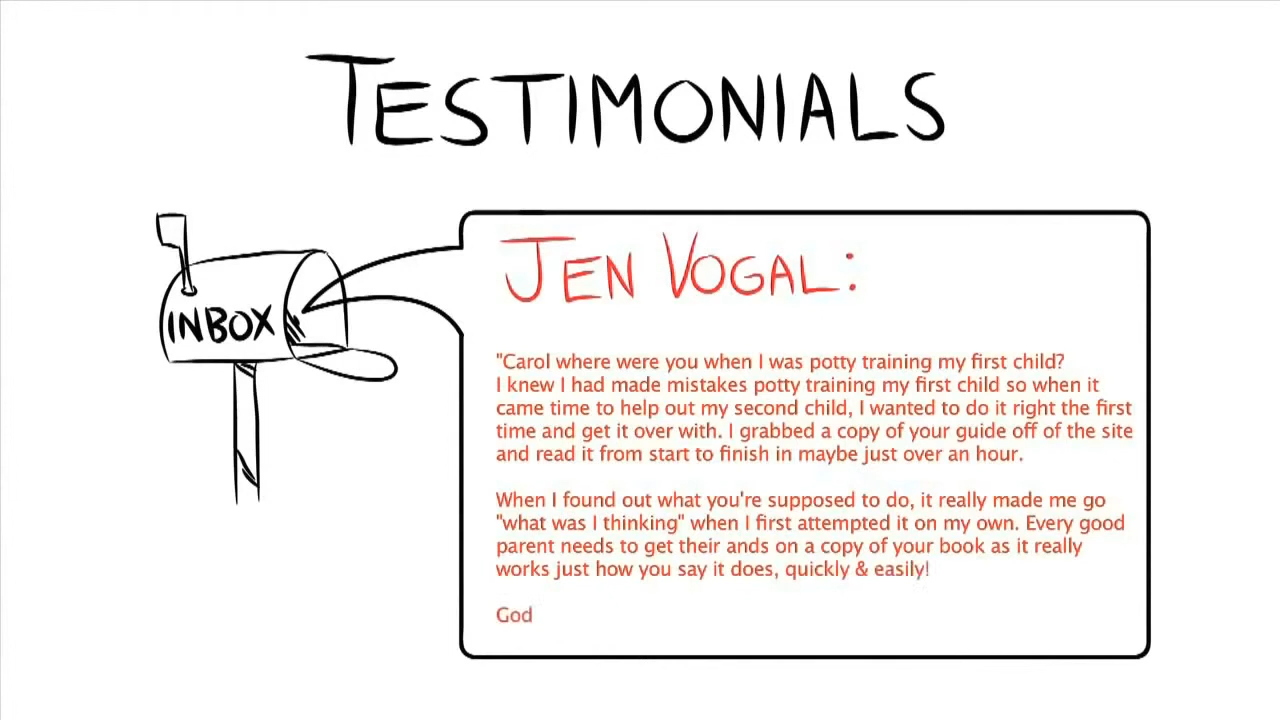 TESTIMONIALS
INBOX
JEN VOGAL:
"Carol where were you when I was potty training my first child?
I knew I had made mistakes potty training my first child so when it
came time to help out my second child, I wanted to do it right the first
time and get it over with. I grabbed a copy of your guide off of the site
and read it from start to finish in maybe just over an hour.
When I found out what you're supposed to do, it really made me go
"what was I thinking" when I first attempted it on my own. Every good
parent needs to get their ands on a copy of your book as it really
works just how you say it does, quickly & easily!
God